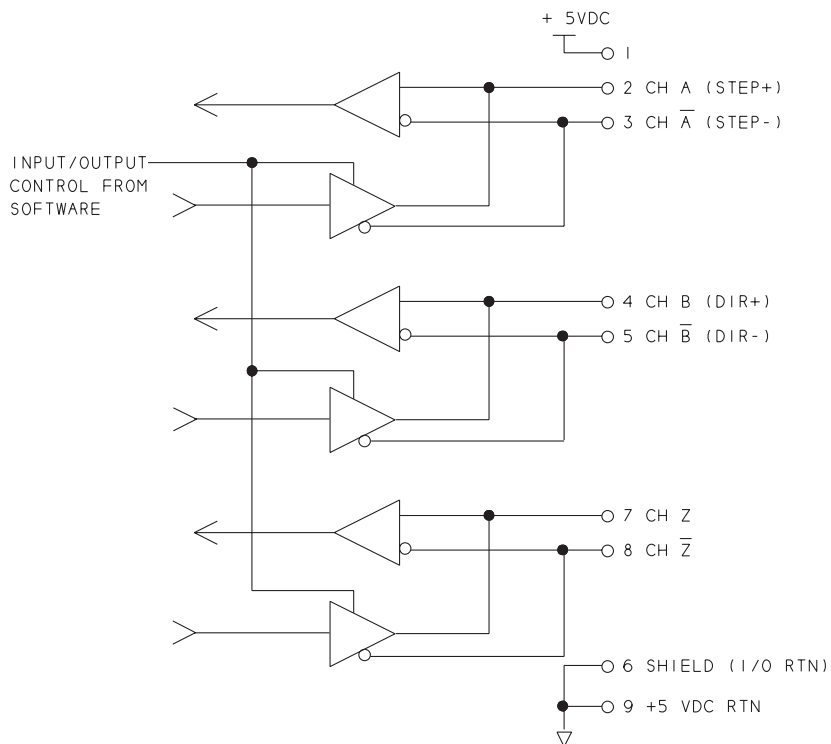 + 5VDC
1
2 CH A (STEP+)
3 CH A̅ (STEP-)
INPUT/OUTPUT
CONTROL FROM
SOFTWARE
4 CH B (DIR+)
5 CH B̅ (DIR-)
7 CH Z
8 CH Z̅
6 SHIELD (I/O RTN)
9 +5 VDC RTN